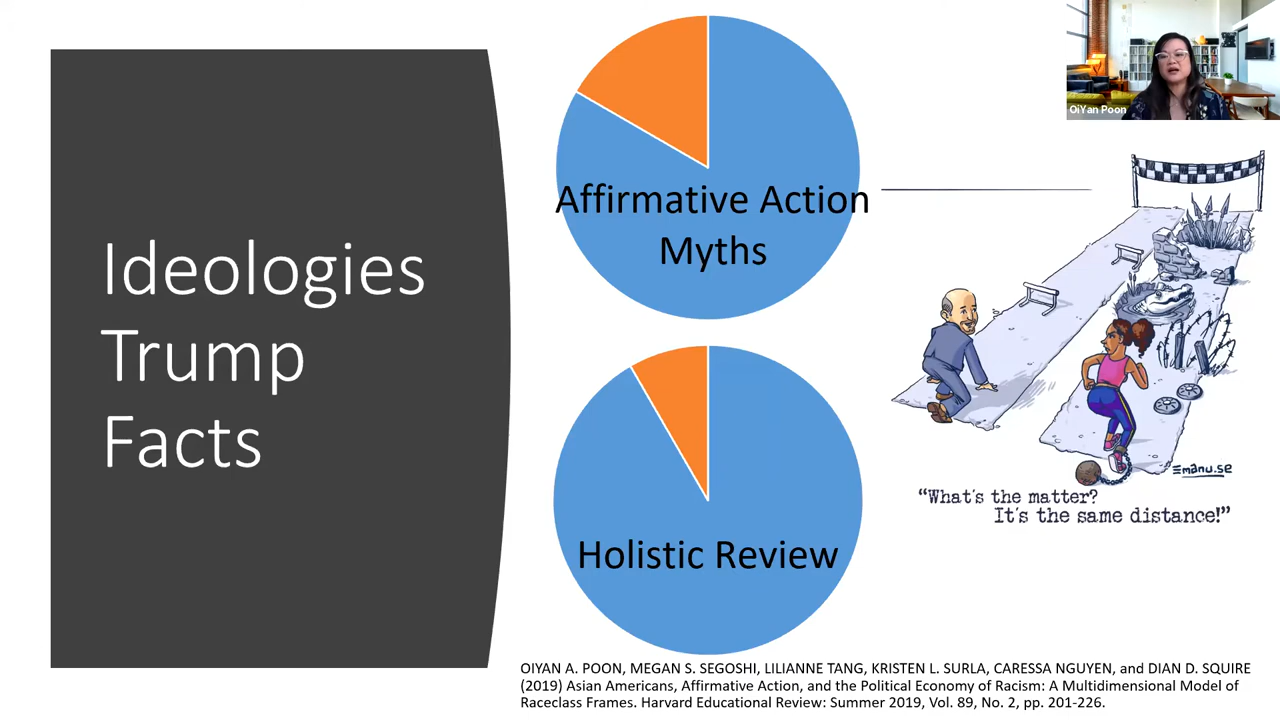 Ideologies
Trump
Facts
Affirmative Action
Myths
Holistic Review
OiYan Poon
Emanu.se
“What's the matter?
It's the same distance!”
OIYAN A. POON, MEGAN S. SEGOSHI, LILIANNE TANG, KRISTEN L. SURLA, CARESSA NGUYEN, and DIAN D. SQUIRE
(2019) Asian Americans, Affirmative Action, and the Political Economy of Racism: A Multidimensional Model of
Raceclass Frames. Harvard Educational Review: Summer 2019, Vol. 89, No. 2, pp. 201-226.